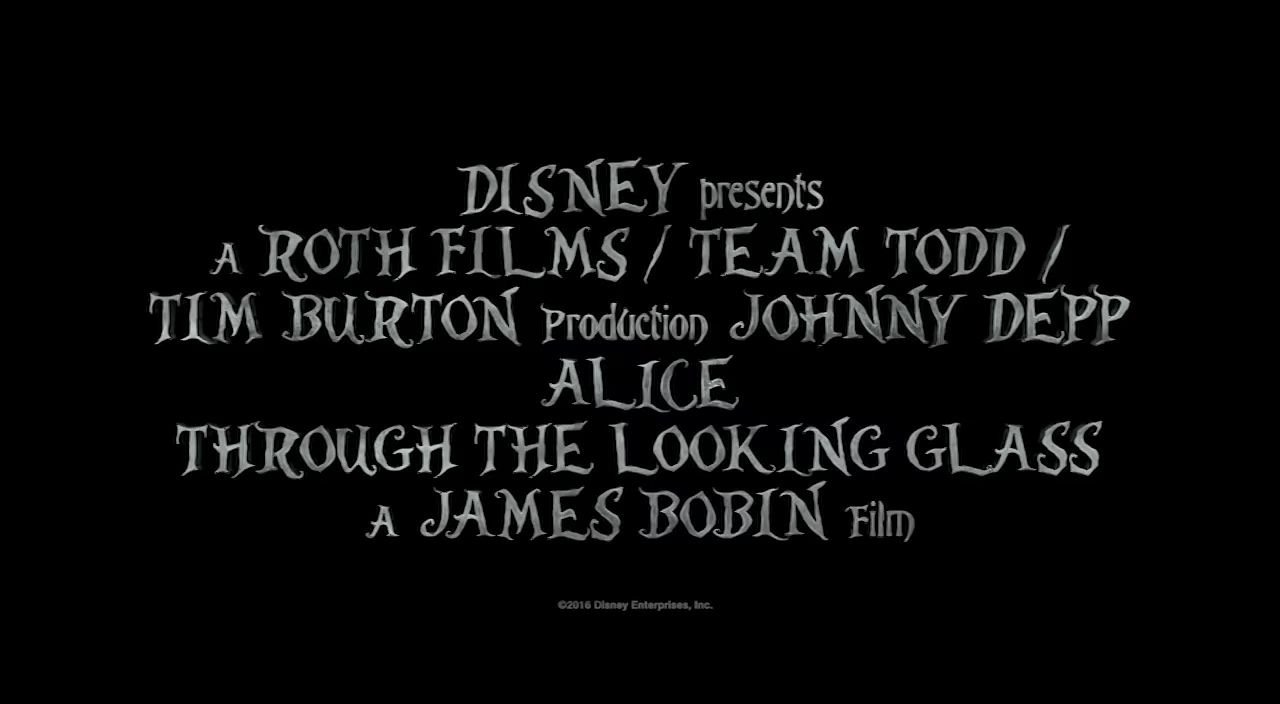 DISNEY presents
A ROTH FILMS / TEAM TODD /
TIM BURTON Production JOHNNY DEPP
ALICE
THROUGH THE LOOKING GLASS
A JAMES BOBIN Film
©2016 Disney Enterprises, Inc.